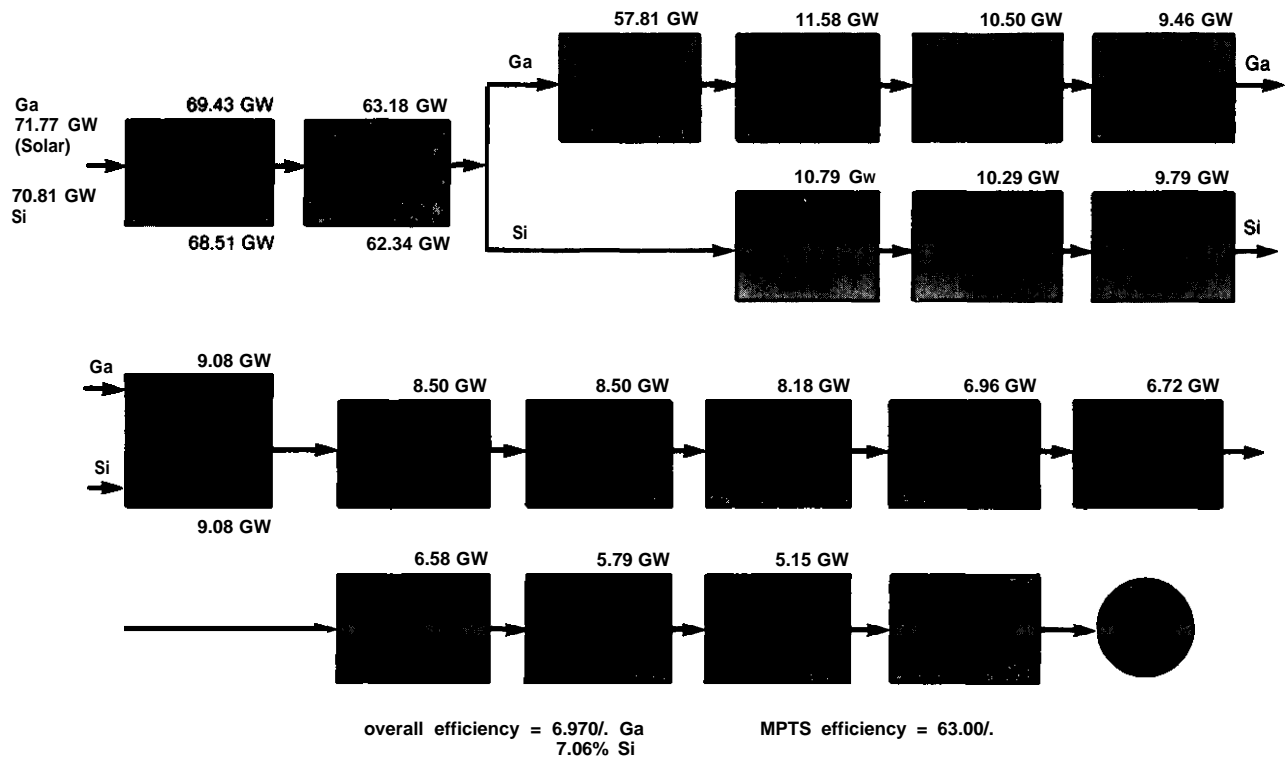 57.81 GW
11.58 GW
10.50 GW
9.46 GW
Ga
Ga
Ga
71.77 GW
(Solar)
69.43 GW
63.18 GW
70.81 GW
Si
68.51 GW
62.34 GW
10.79 Gw
10.29 GW
9.79 GW
Si
Si
Ga
9.08 GW
8.50 GW
8.50 GW
8.18 GW
6.96 GW
6.72 GW
Si
9.08 GW
6.58 GW
5.79 GW
5.15 GW
overall efficiency = 6.970/. Ga
7.06% Si
MPTS efficiency = 63.00/.